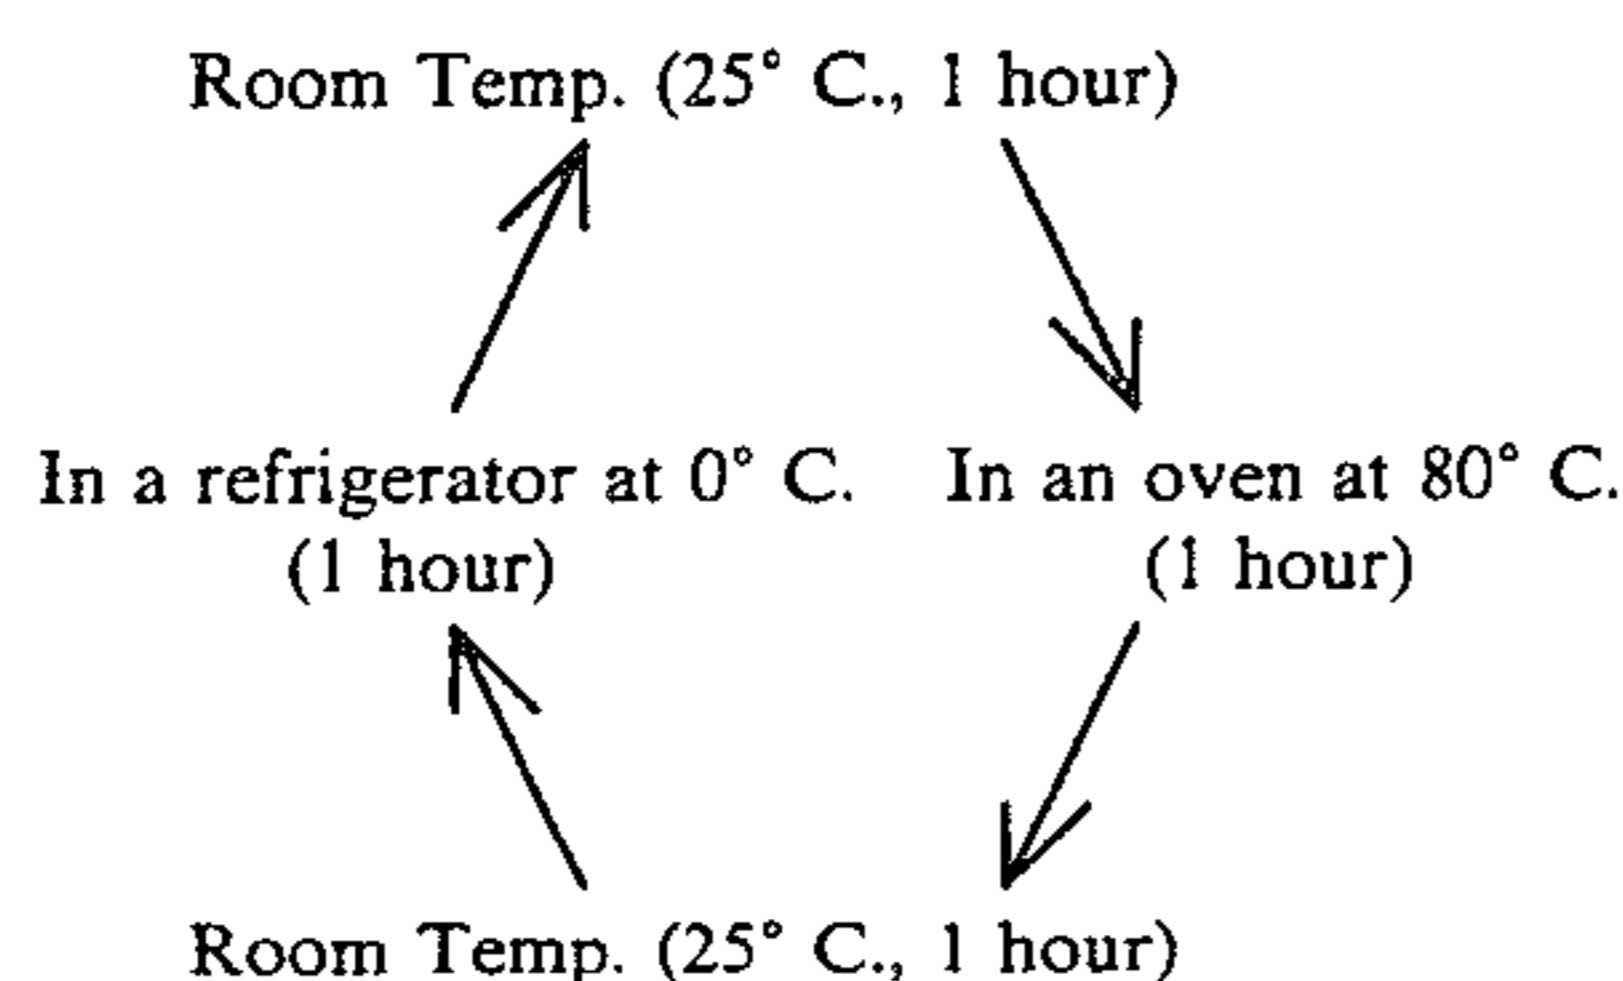 Room Temp. (25° C., 1 hour)
In a refrigerator at 0° C.
(1 hour)
In an oven at 80° C.
(1 hour)
Room Temp. (25° C., 1 hour)